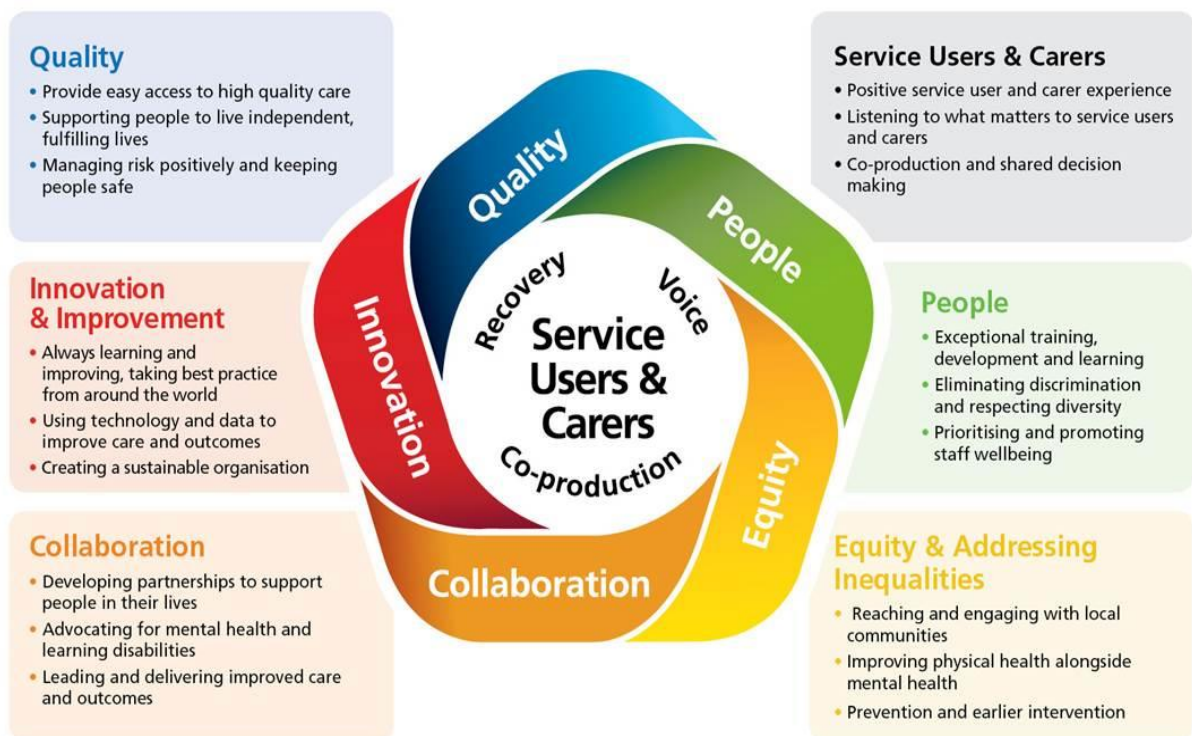 Quality
• Provide easy access to high quality care
• Supporting people to live independent,
fulfilling lives
• Managing risk positively and keeping
people safe
Innovation
& Improvement
• Always learning and
improving, taking best practice
from around the world
• Using technology and data to
improve care and outcomes
• Creating a sustainable organisation
Collaboration
• Developing partnerships to support
people in their lives
• Advocating for mental health and
learning disabilities
• Leading and delivering improved care
and outcomes
Quality
People
Equity
Collaboration
Innovation
Recovery
Voice
Service
Users &
Carers
Co-production
Service Users & Carers
• Positive service user and carer experience
• Listening to what matters to service users
and carers
• Co-production and shared decision
making
People
• Exceptional training,
development and learning
• Eliminating discrimination
and respecting diversity
• Prioritising and promoting
staff wellbeing
Equity & Addressing
Inequalities
• Reaching and engaging with local
communities
• Improving physical health alongside
mental health
• Prevention and earlier intervention